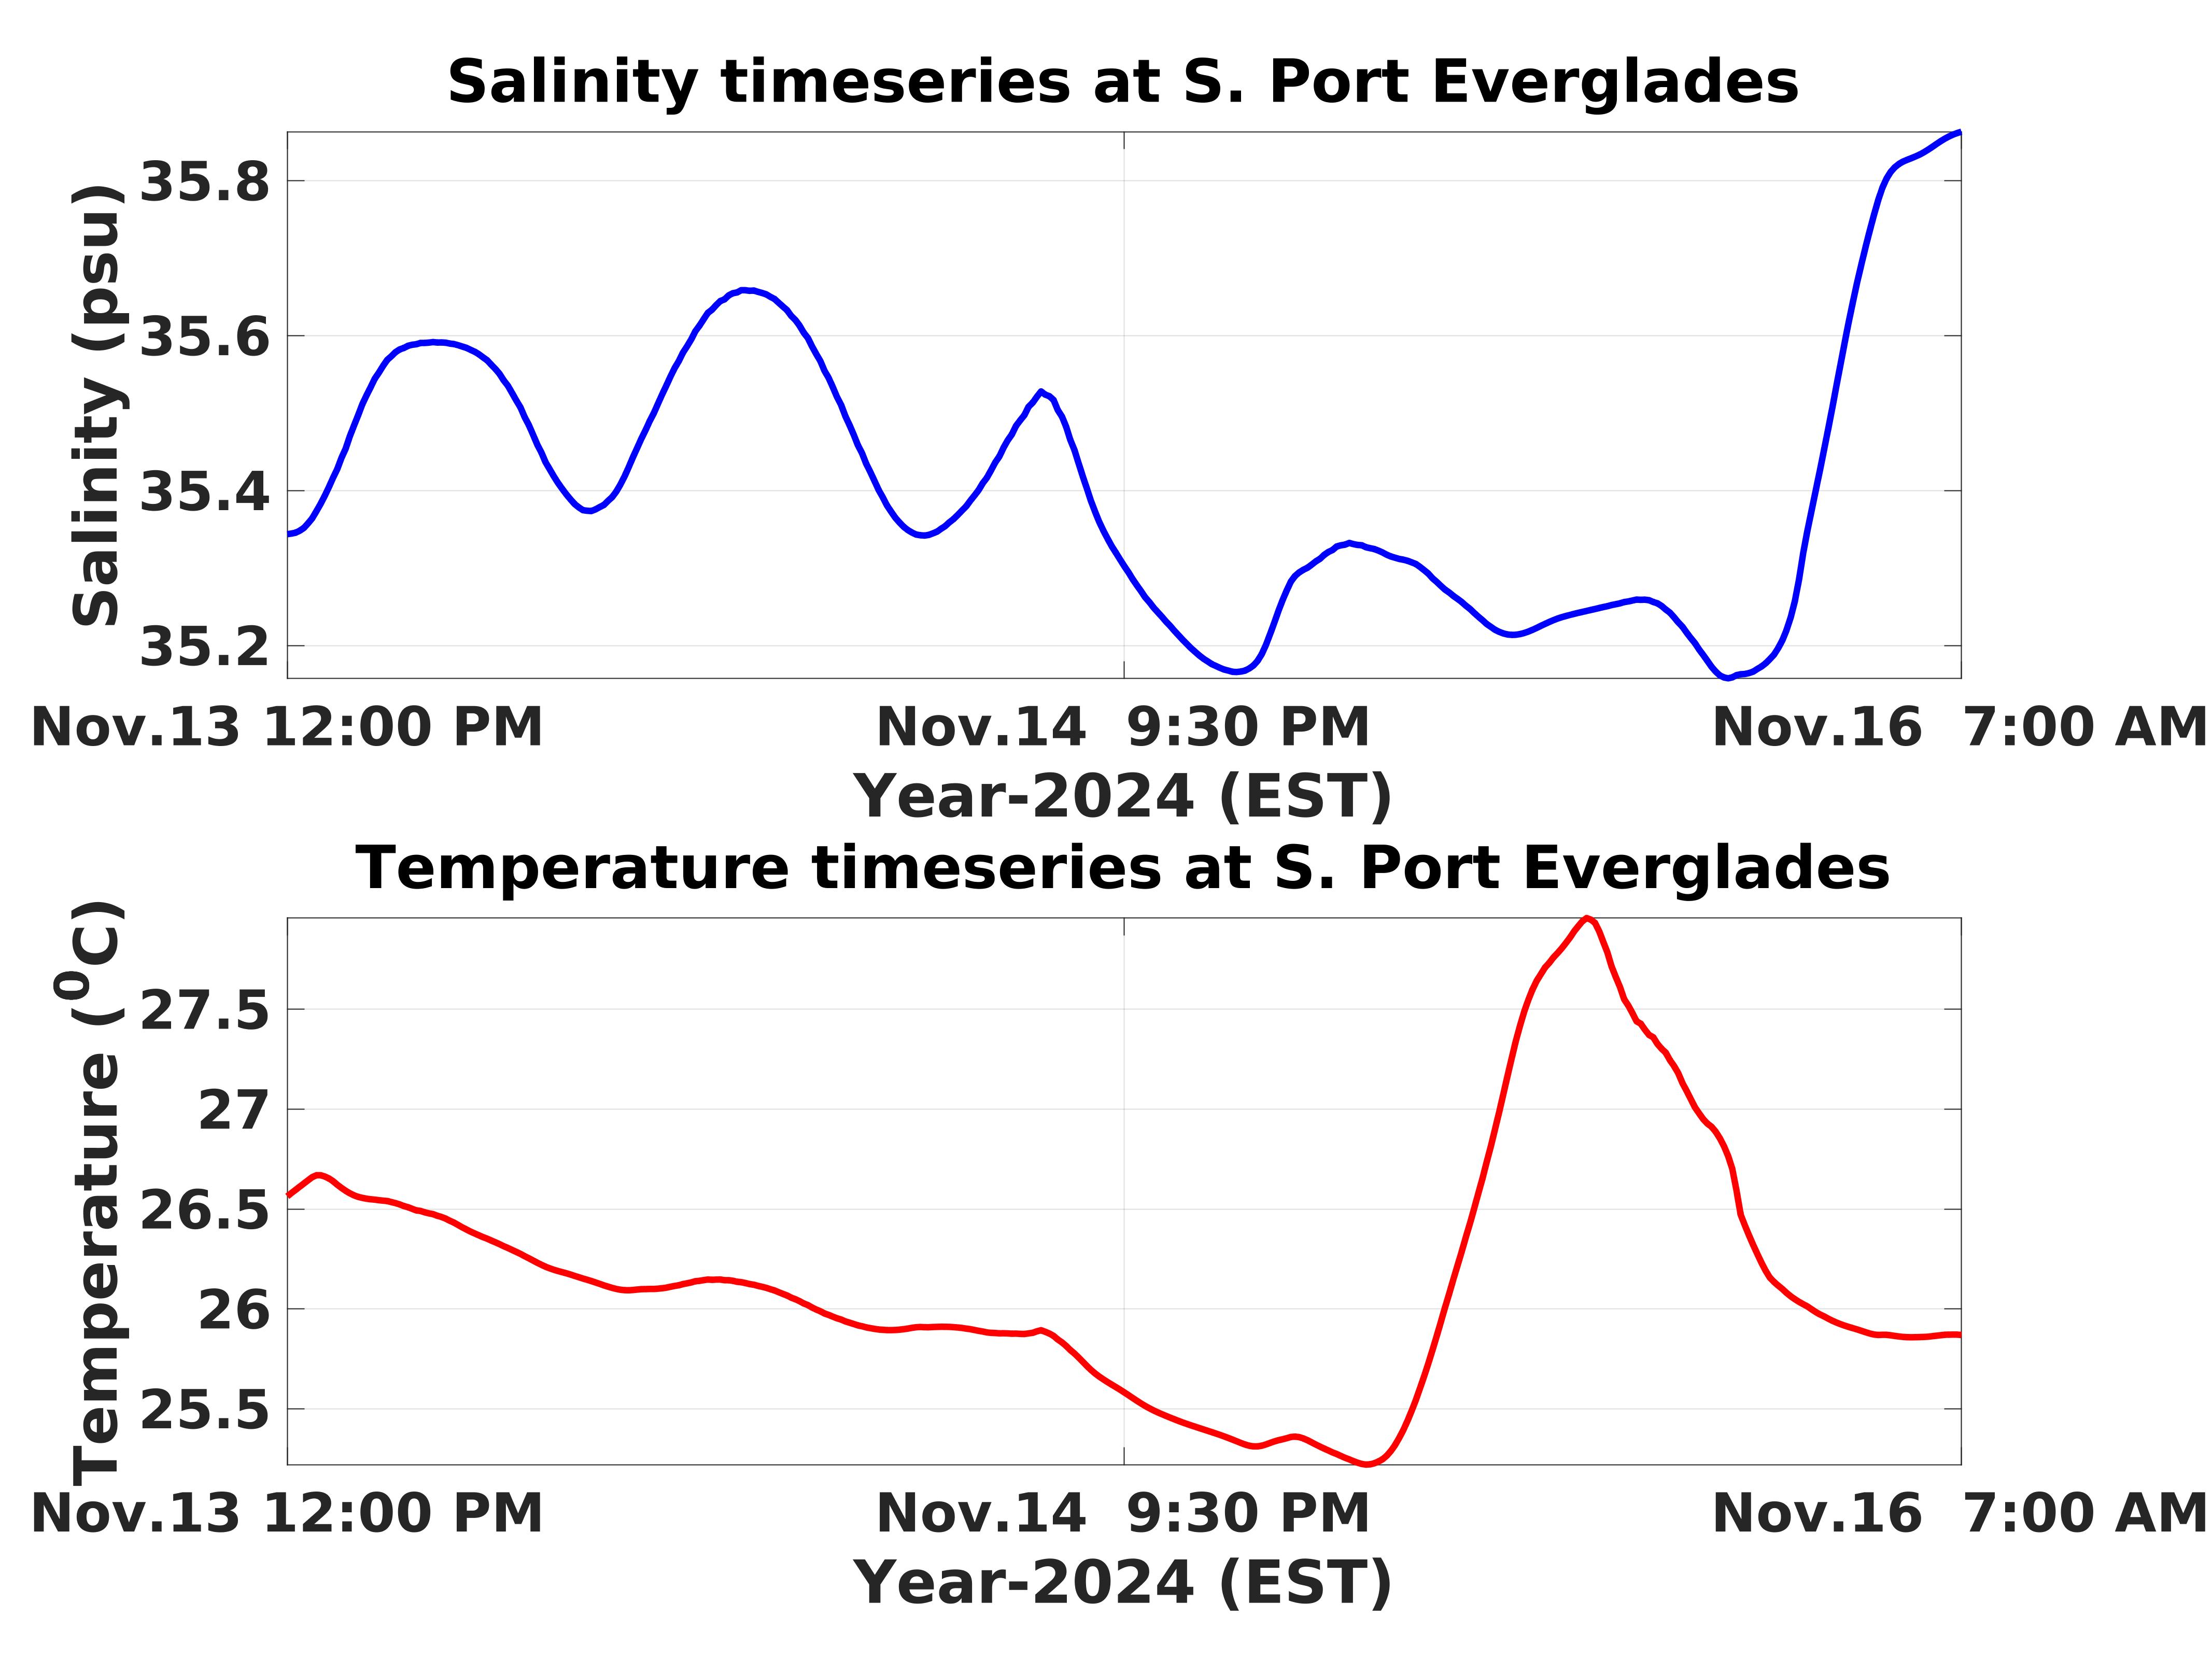 Salinity timeseries at S. Port Everglades
Salinity (psu)
35.8
35.6
35.4
35.2
Nov.13 12:00 PM Nov.14  9:30 PM Nov.16  7:00 AM
Year-2024 (EST)
Temperature timeseries at S. Port Everglades
Temperature (⁰C)
27.5
27
26.5
26
25.5
Nov.13 12:00 PM Nov.14  9:30 PM Nov.16  7:00 AM
Year-2024 (EST)